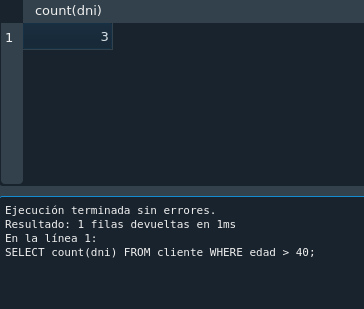 count(dni)
1 3
Ejecución terminada sin errores.
Resultado: 1 filas devueltas en 1ms
En la línea 1:
SELECT count(dni) FROM cliente WHERE edad > 40;